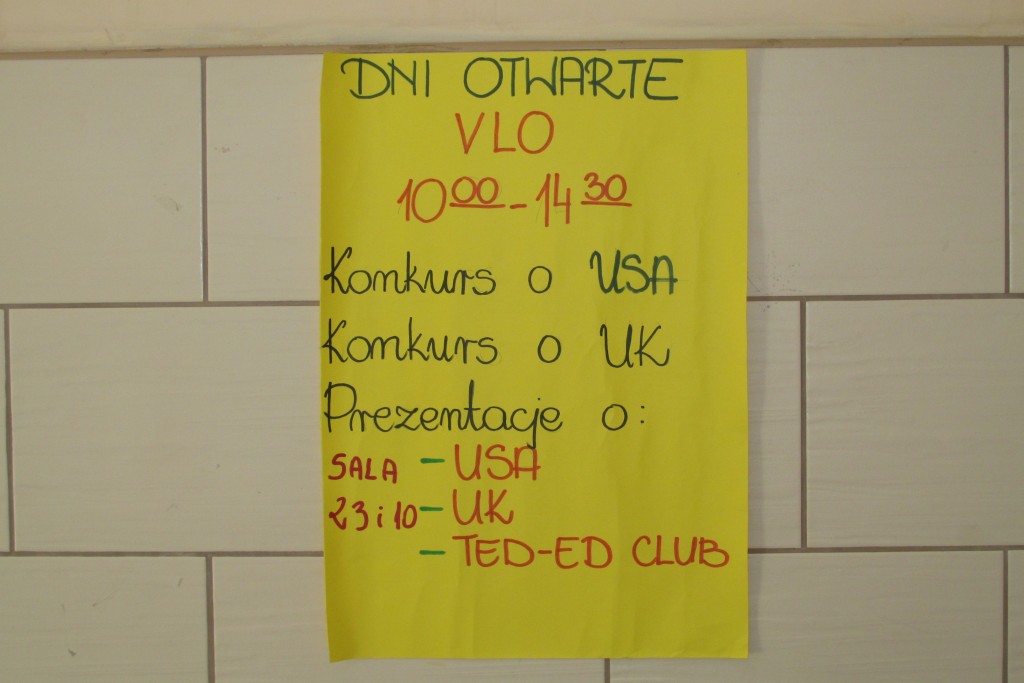 DNI OTWARTE
VLO
10⁰⁰-14³⁰
Konkurs o USA
Konkurs o UK
Prezentacje o:
SALA - USA
23 i 10 - UK
- TED-ED CLUB